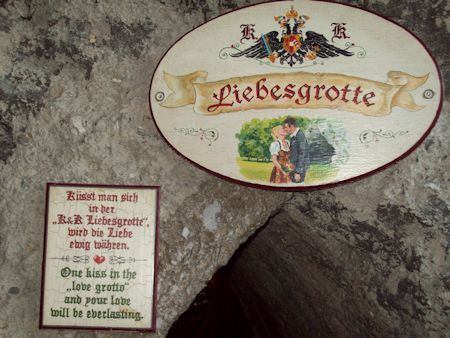 K K
Liebesgrotte
Küsst man sich
in der
„K&K Liebesgrotte",
wird die Liebe
ewig währen.
One kiss in the
„love grotto"
and your love
will be everlasting.